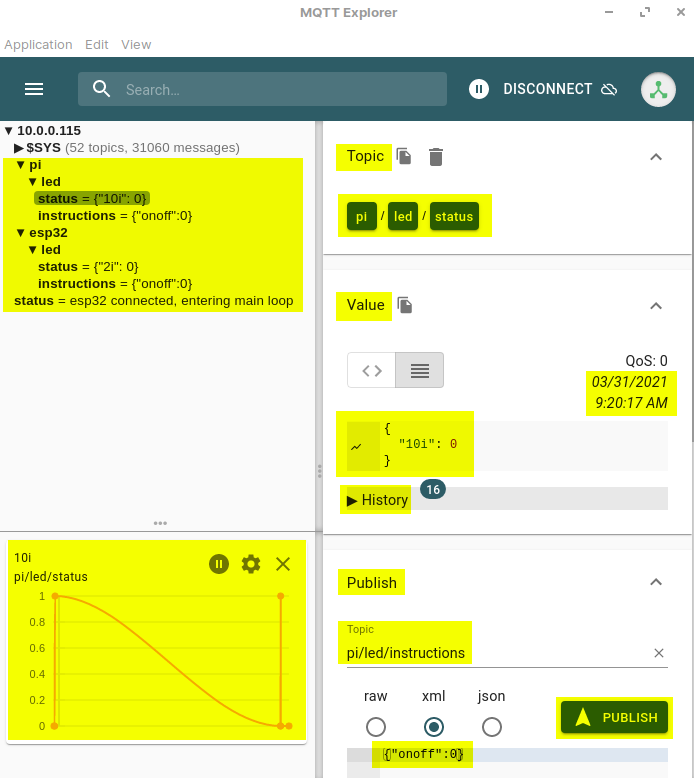 MQTT Explorer
Application Edit View
Search...
DISCONNECT
▼ 10.0.0.115
▶ $SYS (52 topics, 31060 messages)
▼ pi
▼ led
status = {"10i": 0}
instructions = {"onoff":0}
▼ esp32
▼ led
status = {"2i": 0}
instructions = {"onoff":0}
status = esp32 connected, entering main loop
10i
pi/led/status
1
0.8
0.6
0.4
0.2
0
Topic
pi / led / status
Value
QoS: 0
03/31/2021
9:20:17 AM
{
"10i": 0
}
▶ History 16
Publish
Topic
pi/led/instructions
raw xml json
PUBLISH
{"onoff":0}